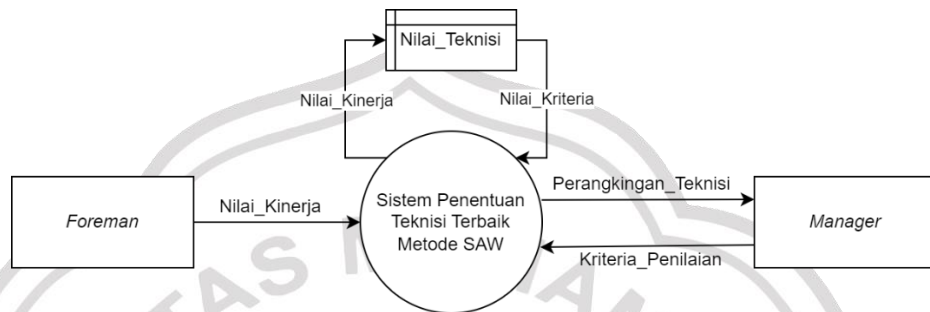 Nilai_Teknisi
Nilai_Kinerja
Nilai_Kriteria
Foreman
Nilai_Kinerja
Sistem Penentuan
Teknisi Terbaik
Metode SAW
Perangkingan_Teknisi
Kriteria_Penilaian
Manager